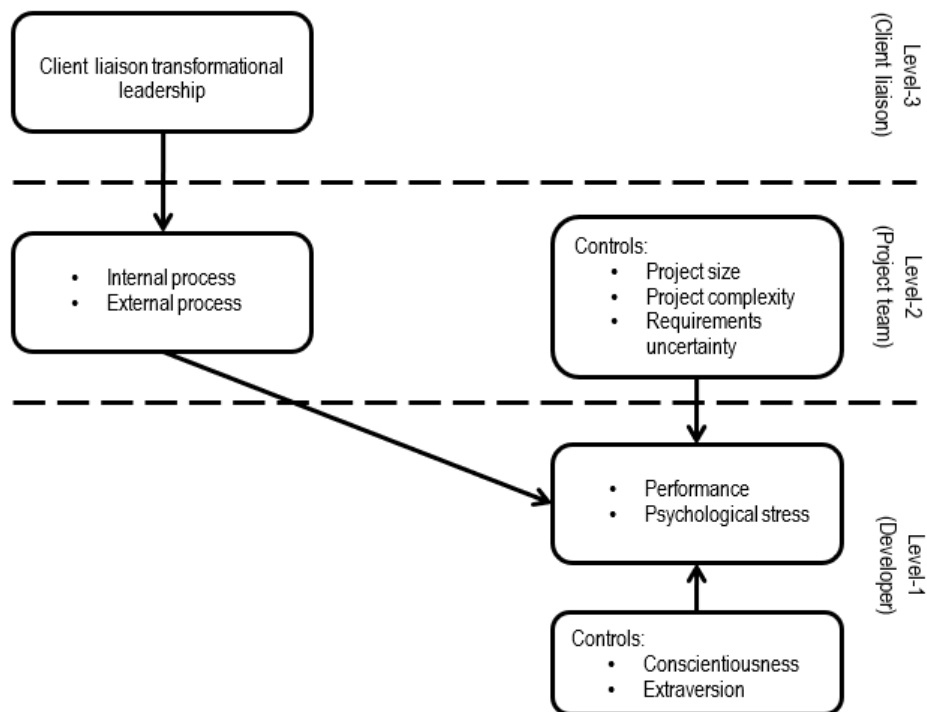 Client liaison transformational
leadership
Level-3
(Client liaison)
• Internal process
• External process
Controls:
• Project size
• Project complexity
• Requirements
uncertainty
Level-2
(Project team)
• Performance
• Psychological stress
Level-1
(Developer)
Controls:
• Conscientiousness
• Extraversion